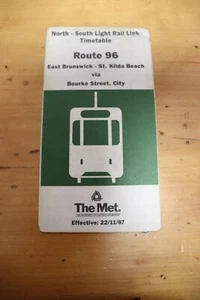 North - South Light Rail Link
Timetable
Route 96
East Brunswick - St. Kilda Beach
via
Bourke Street, City
The Met.
Effective: 22/11/97